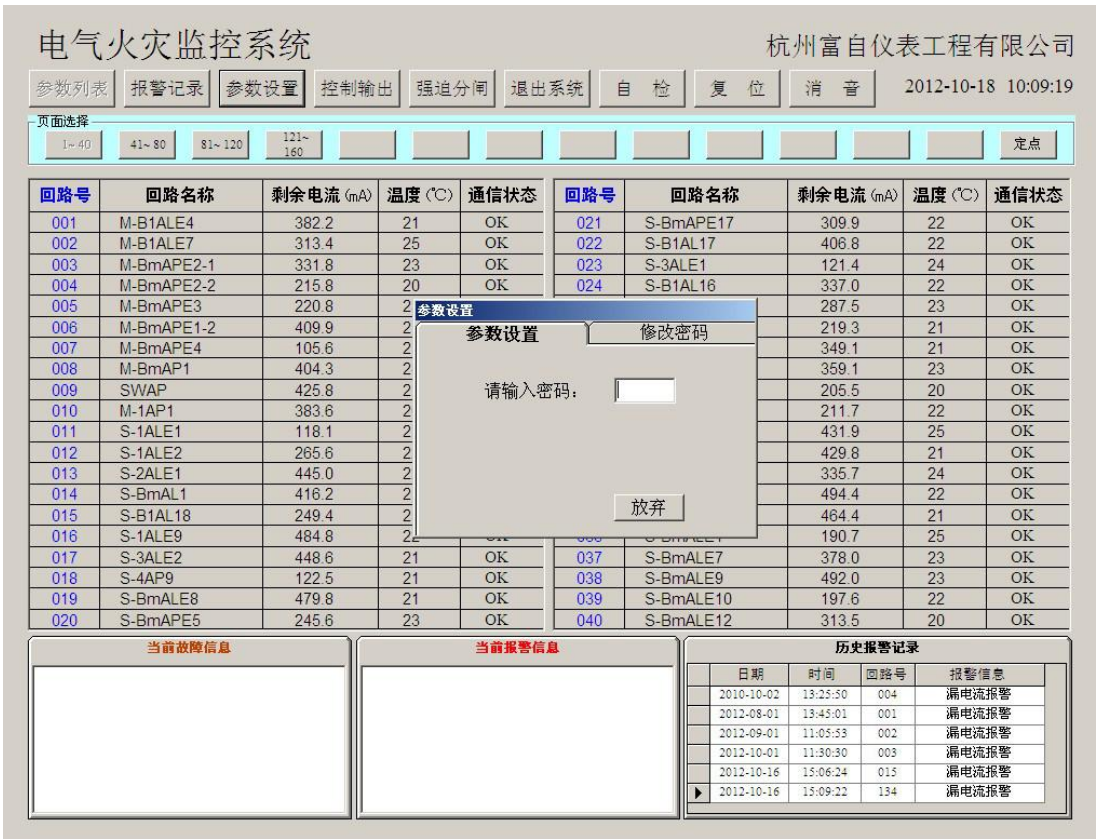 电气火灾监控系统
杭州富自仪表工程有限公司
参数列表 报警记录 参数设置 控制输出 强迫分闸 退出系统 自 检 复 位 消 音 2012-10-18 10:09:19
页面选择
1~40 41~80 81~120 121~160 定点
回路号 回路名称 剩余电流(mA) 温度(℃) 通信状态 回路号 回路名称 剩余电流(mA) 温度(℃) 通信状态
001 M-B1ALE4 382.2 21 OK 021 S-BmAPE17 309.9 22 OK
002 M-B1ALE7 313.4 25 OK 022 S-B1AL17 406.8 22 OK
003 M-BmAPE2-1 331.8 23 OK 023 S-3ALE1 121.4 24 OK
004 M-BmAPE2-2 215.8 20 OK 024 S-B1AL16 337.0 22 OK
005 M-BmAPE3 220.8 2 287.5 23 OK
006 M-BmAPE1-2 409.9 2 219.3 21 OK
007 M-BmAPE4 105.6 2 349.1 21 OK
008 M-BmAP1 404.3 2 359.1 23 OK
009 SWAP 425.8 2 205.5 20 OK
010 M-1AP1 383.6 2 211.7 22 OK
011 S-1ALE1 118.1 2 431.9 25 OK
012 S-1ALE2 265.6 2 429.8 21 OK
013 S-2ALE1 445.0 2 335.7 24 OK
014 S-BmAL1 416.2 2 494.4 22 OK
015 S-B1AL18 249.4 2 464.4 21 OK
016 S-1ALE9 484.8 22 190.7 25 OK
017 S-3ALE2 448.6 21 OK 037 S-BmALE7 378.0 23 OK
018 S-4AP9 122.5 21 OK 038 S-BmALE9 492.0 23 OK
019 S-BmALE8 479.8 21 OK 039 S-BmALE10 197.6 22 OK
020 S-BmAPE5 245.6 23 OK 040 S-BmALE12 313.5 20 OK
参数设置
参数设置 修改密码
请输入密码：
放弃
当前故障信息
当前报警信息
历史报警记录
日期 时间 回路号 报警信息
2010-10-02 13:25:50 004 漏电流报警
2012-08-01 13:45:01 001 漏电流报警
2012-09-01 11:05:53 002 漏电流报警
2012-10-01 11:30:30 003 漏电流报警
2012-10-16 15:06:24 015 漏电流报警
2012-10-16 15:09:22 134 漏电流报警